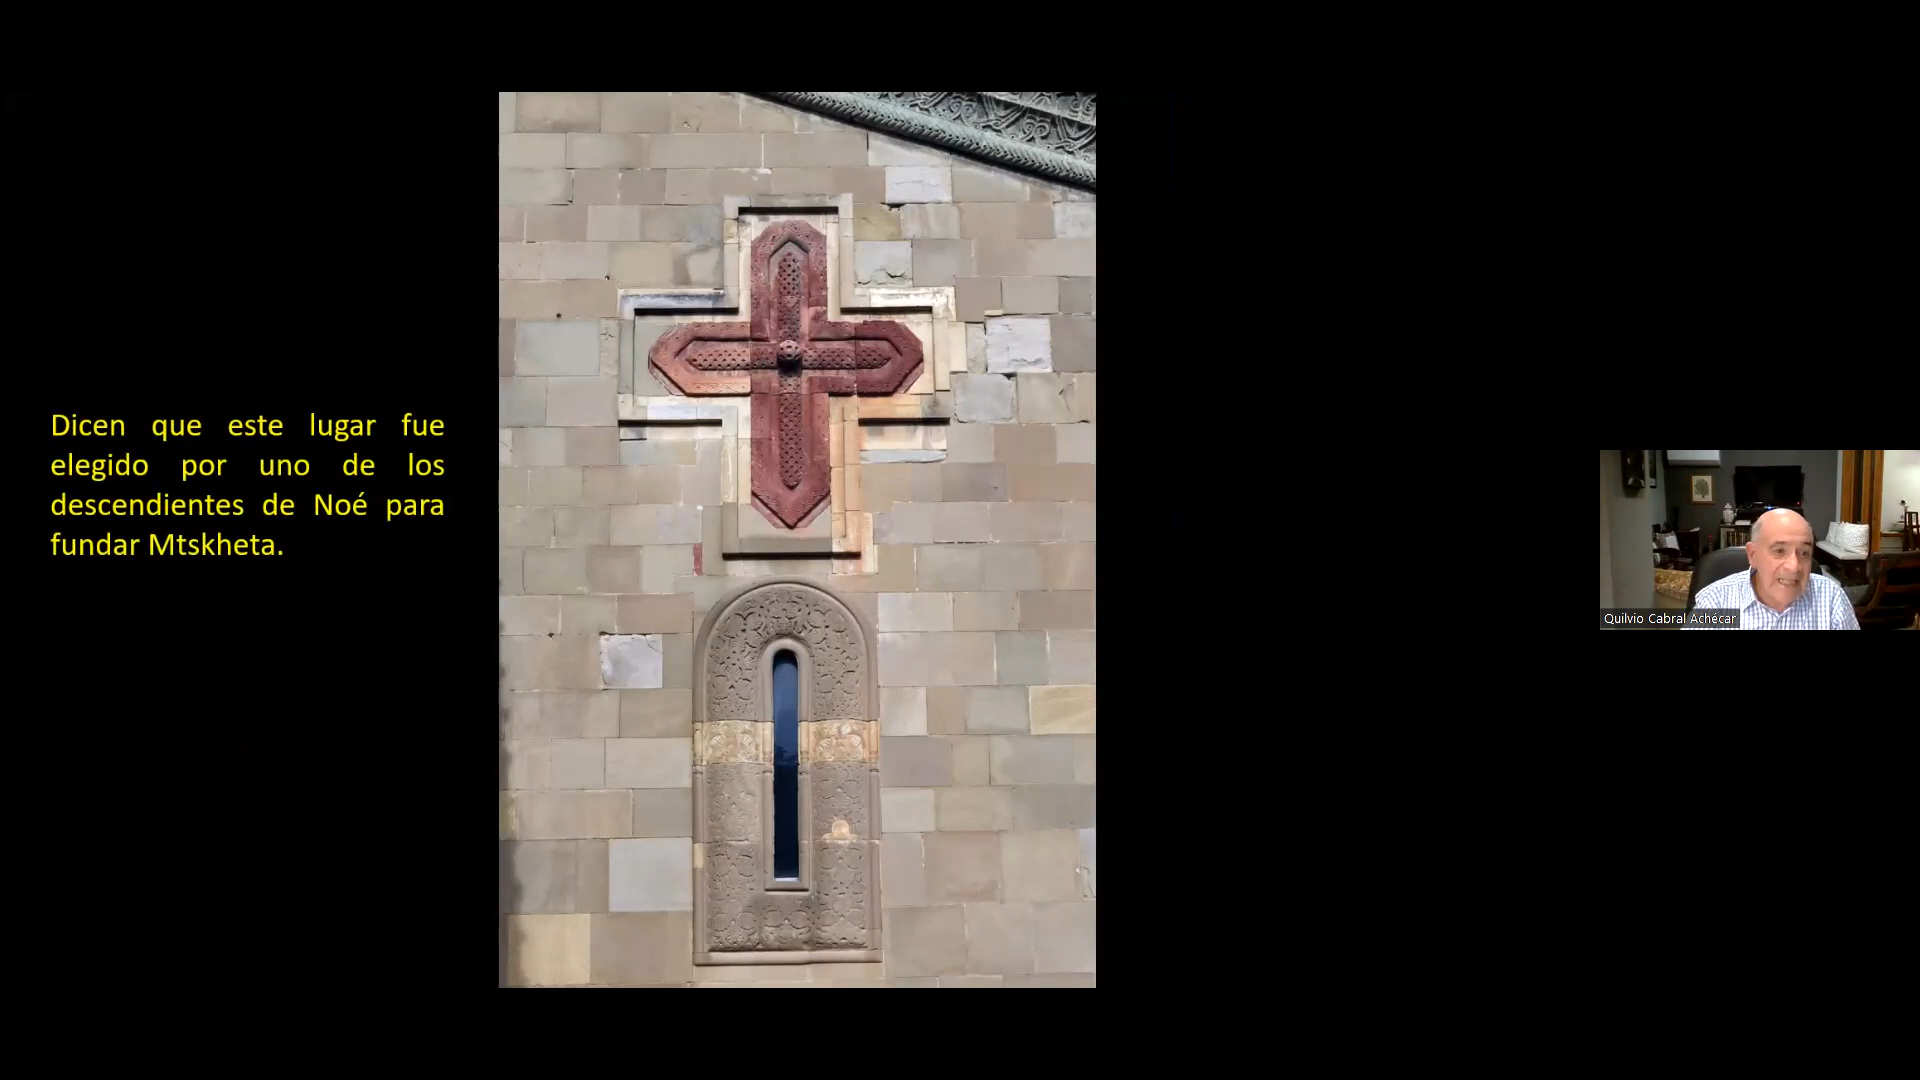 Dicen que este lugar fue
elegido por uno de los
descendientes de Noé para
fundar Mtskheta.
Quilvio Cabral Achécar